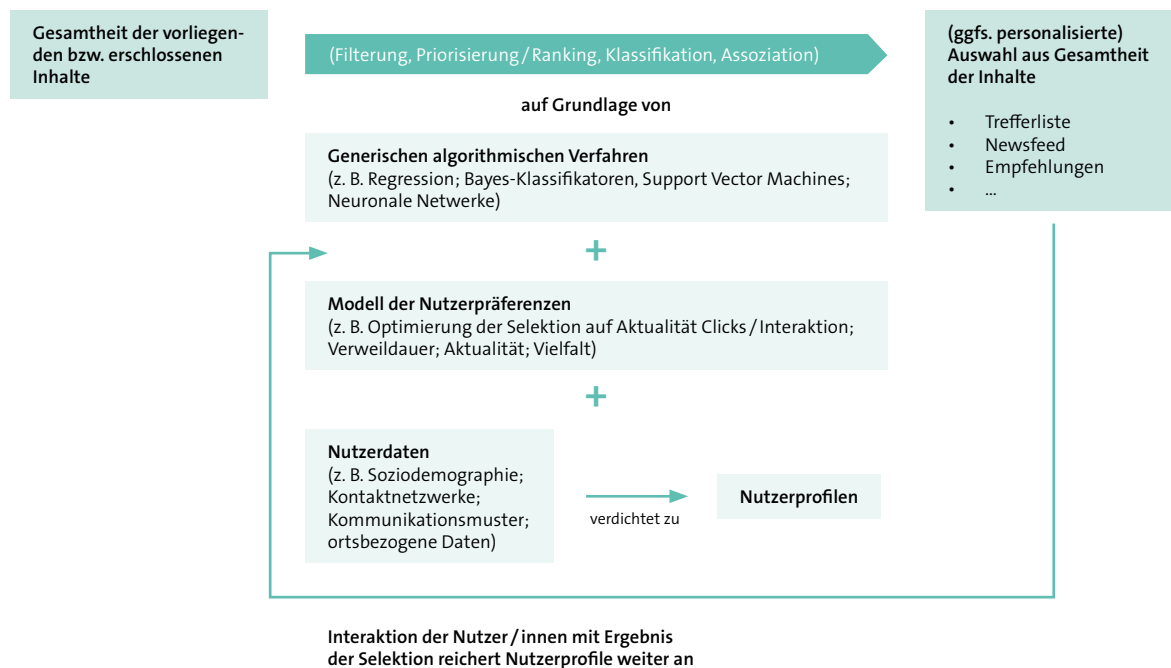 Gesamtheit der vorliegen-
den bzw. erschlossenen
Inhalte
(Filterung, Priorisierung / Ranking, Klassifikation, Assoziation)
(ggfs. personalisierte)
Auswahl aus Gesamtheit
der Inhalte
• Trefferliste
• Newsfeed
• Empfehlungen
• …
auf Grundlage von
Generischen algorithmischen Verfahren
(z. B. Regression; Bayes-Klassifikatoren, Support Vector Machines;
Neuronale Netwerke)
+
Modell der Nutzerpräferenzen
(z. B. Optimierung der Selektion auf Aktualität Clicks / Interaktion;
Verweildauer; Aktualität; Vielfalt)
+
Nutzerdaten
(z. B. Soziodemographie;
Kontaktnetzwerke;
Kommunikationsmuster;
ortsbezogene Daten)
verdichtet zu
Nutzerprofilen
Interaktion der Nutzer / innen mit Ergebnis
der Selektion reichert Nutzerprofile weiter an